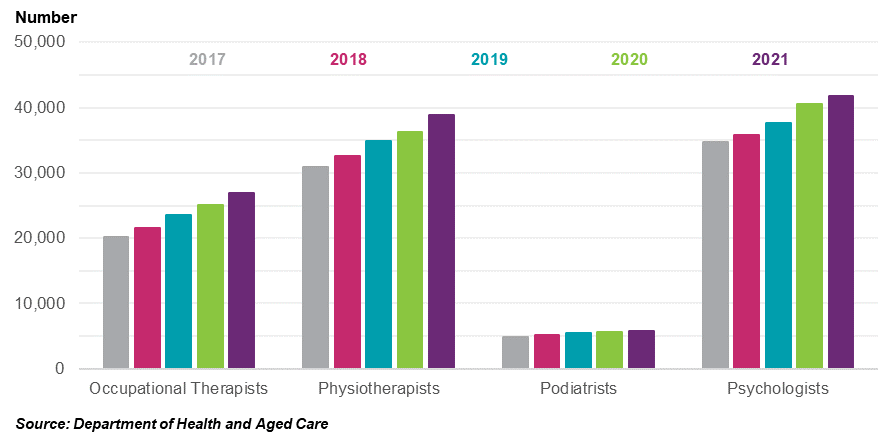 Number
50,000
2017 2018 2019 2020 2021
40,000
30,000
20,000
10,000
0
Occupational Therapists Physiotherapists Podiatrists Psychologists
Source: Department of Health and Aged Care